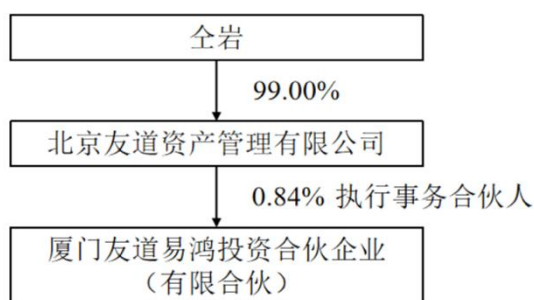 仝岩
99.00%
北京友道资产管理有限公司
0.84% 执行事务合伙人
厦门友道易鸿投资合伙企业
（有限合伙）